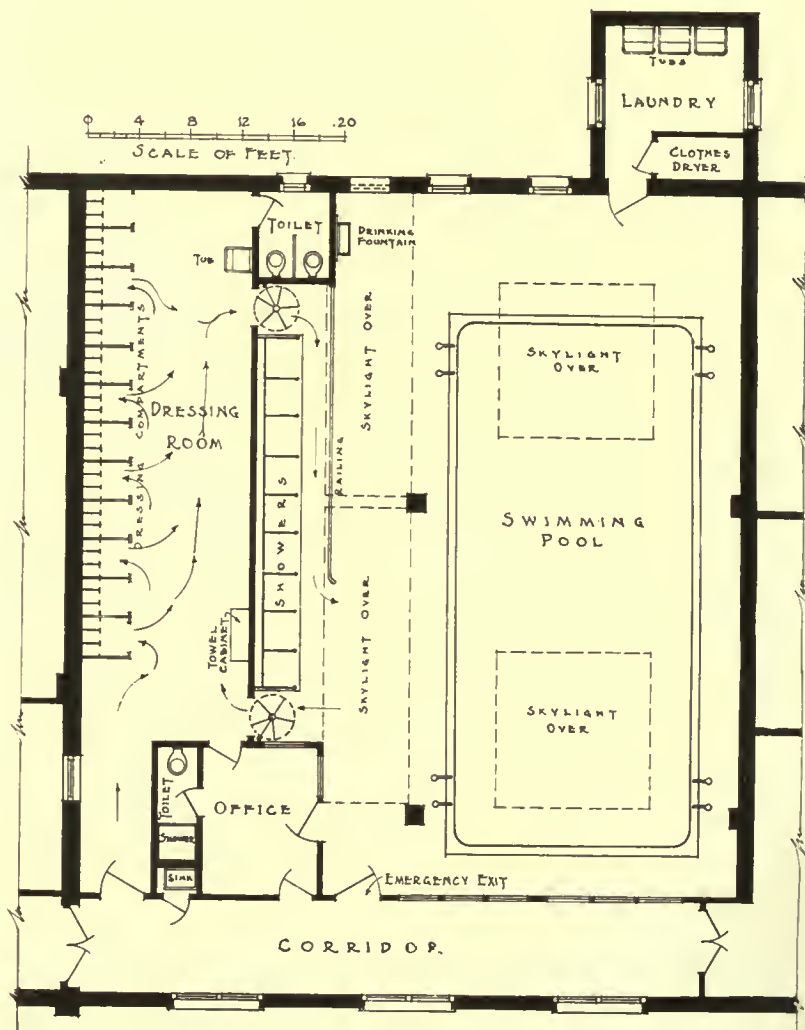 TUBS
LAUNDRY
CLOTHES
DRYER
0 4 8 12 16 20
SCALE OF FEET.
TOILET
DRINKING
FOUNTAIN
TUB
SKYLIGHT OVER
SKYLIGHT
OVER
DRESSING COMPARTMENTS
DRESSING
ROOM
RAILING
SHOWERS
SWIMMING
POOL
TOWEL
CABINET
SKYLIGHT OVER
SKYLIGHT
OVER
TOILET
OFFICE
SHOWER
SINK
EMERGENCY EXIT
CORRIDOR.